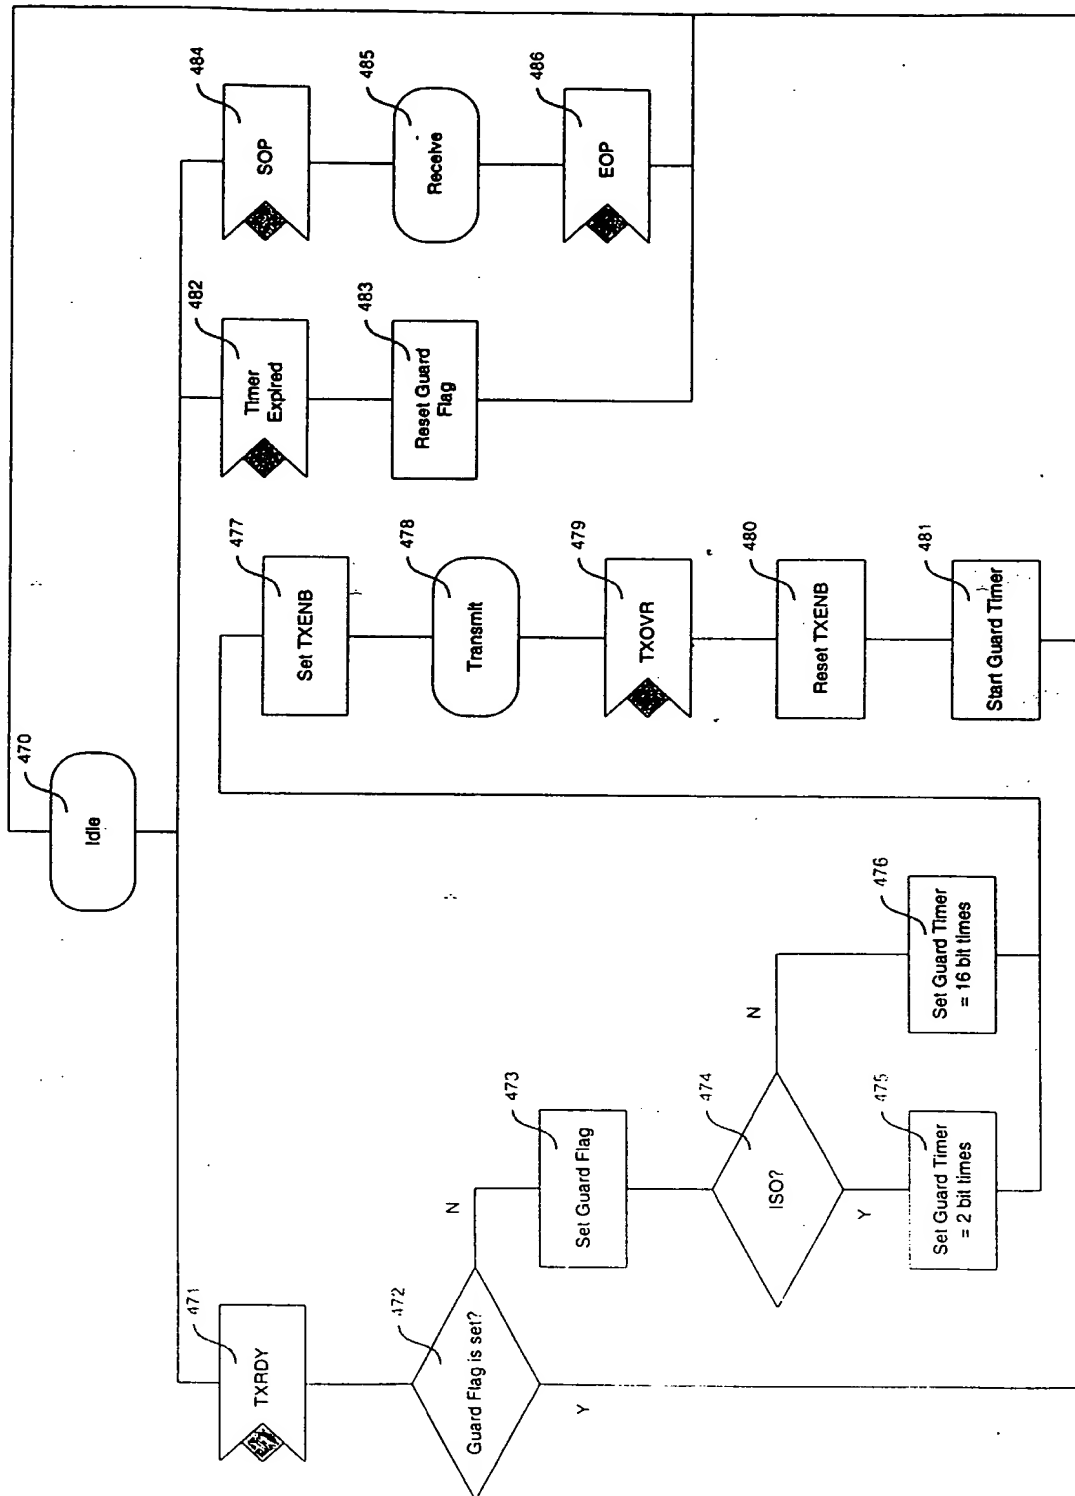 470
Idle
471
TXRDY
472
Guard Flag is set?
Y
N
473
Set Guard Flag
474
ISO?
Y
N
475
Set Guard Timer
= 2 bit times
476
Set Guard Timer
= 16 bit times
477
Set TXENB
478
Transmit
479
TXOVR
480
Reset TXENB
481
Start Guard Timer
482
Timer
Expired
483
Reset Guard
Flag
484
SOP
485
Receive
486
EOP